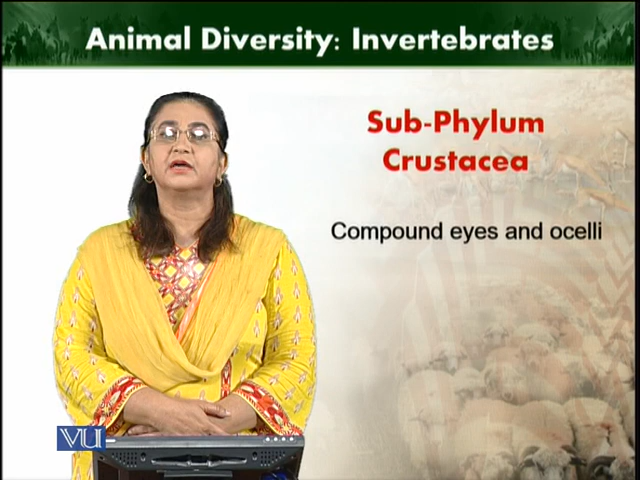 Animal Diversity: Invertebrates
Sub-Phylum
Crustacea
Compound eyes and ocelli
VU